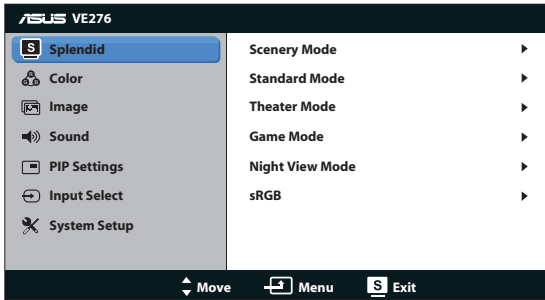 ASUS VE276
S Splendid
Color
Image
Sound
PIP Settings
Input Select
System Setup
Scenery Mode
Standard Mode
Theater Mode
Game Mode
Night View Mode
sRGB
Move Menu S Exit